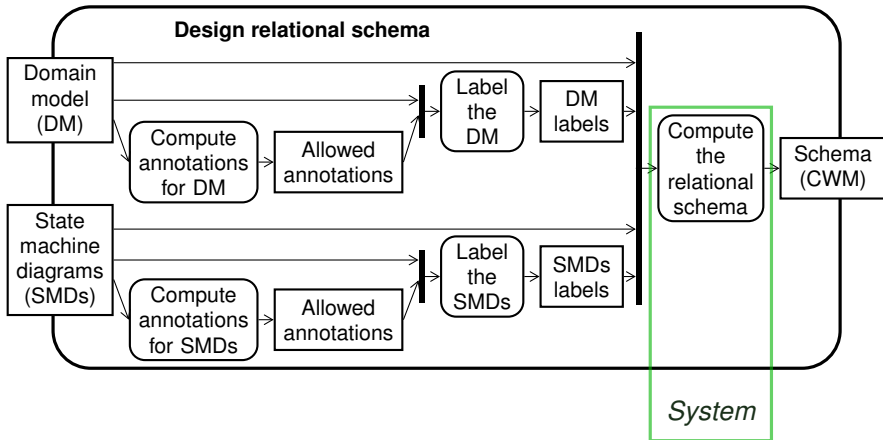 Design relational schema
Domain
model
(DM)
Compute
annotations
for DM
Allowed
annotations
Label
the
DM
DM
labels
Compute
the
relational
schema
Schema
(CWM)
State
machine
diagrams
(SMDs)
Compute
annotations
for SMDs
Allowed
annotations
Label
the
SMDs
SMDs
labels
System